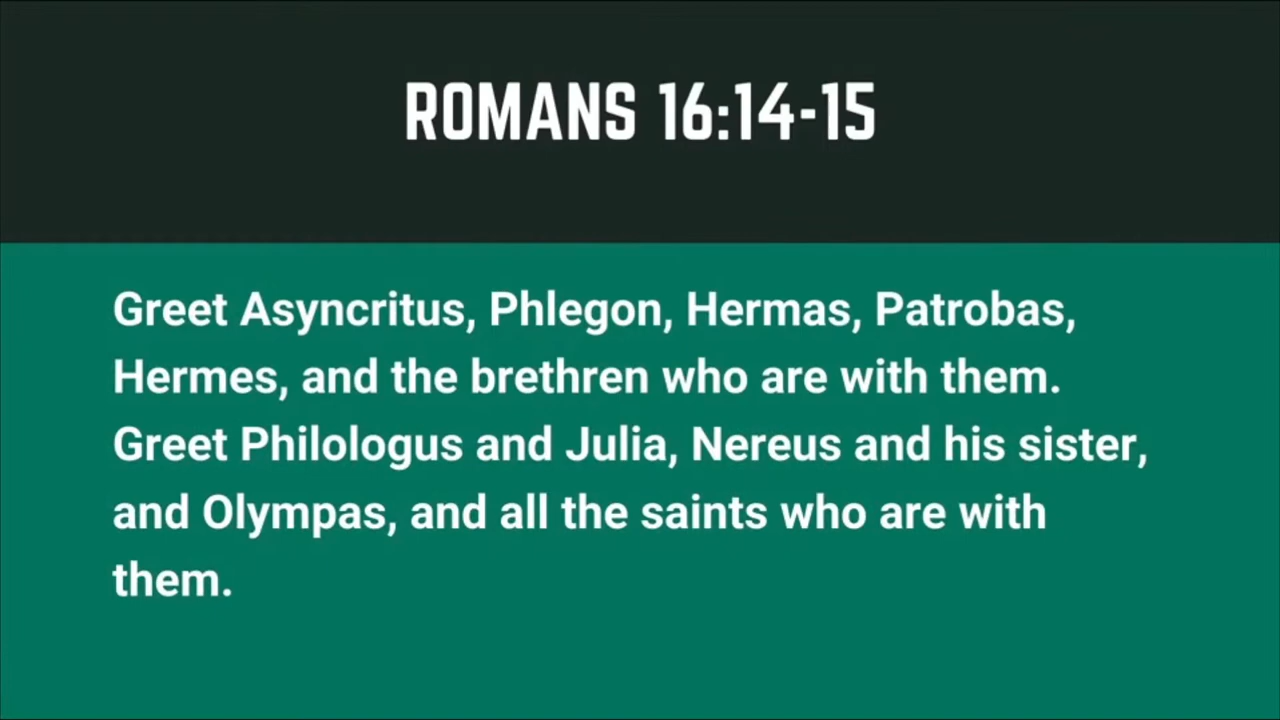 ROMANS 16:14-15
Greet Asyncritus, Phlegon, Hermas, Patrobas,
Hermes, and the brethren who are with them.
Greet Philologus and Julia, Nereus and his sister,
and Olympas, and all the saints who are with
them.